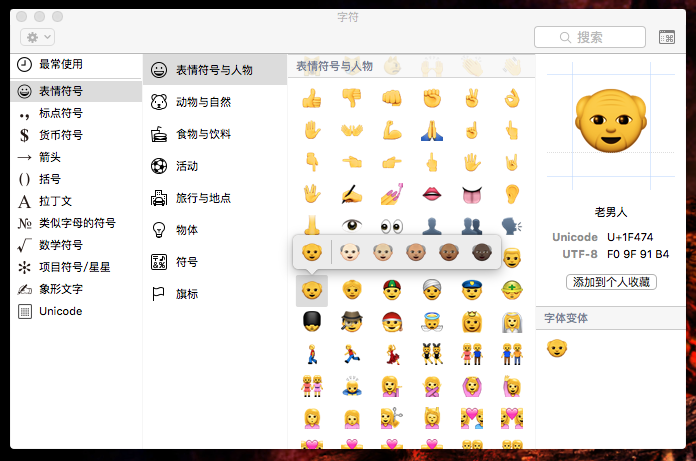 字符
搜索
最常使用
表情符号
标点符号
货币符号
箭头
括号
拉丁文
类似字母的符号
数学符号
项目符号/星星
象形文字
Unicode
表情符号与人物
动物与自然
食物与饮料
活动
旅行与地点
物体
符号
旗标
表情符号与人物
老男人
Unicode U+1F474
UTF-8 F0 9F 91 B4
添加到个人收藏
字体变体